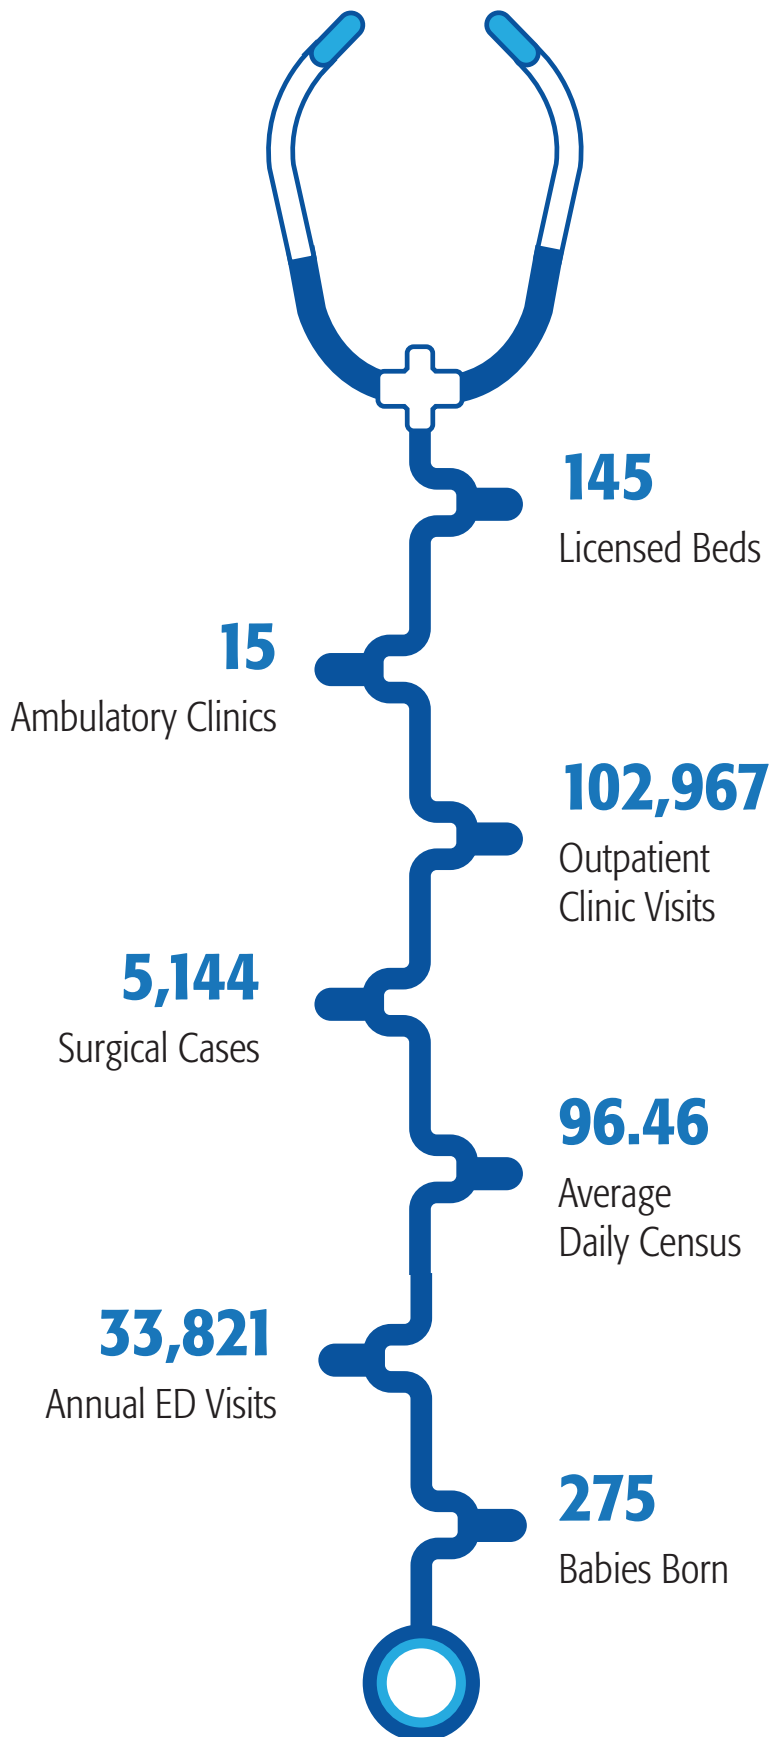 145
Licensed Beds
15
Ambulatory Clinics
102,967
Outpatient
Clinic Visits
5,144
Surgical Cases
96.46
Average
Daily Census
33,821
Annual ED Visits
275
Babies Born